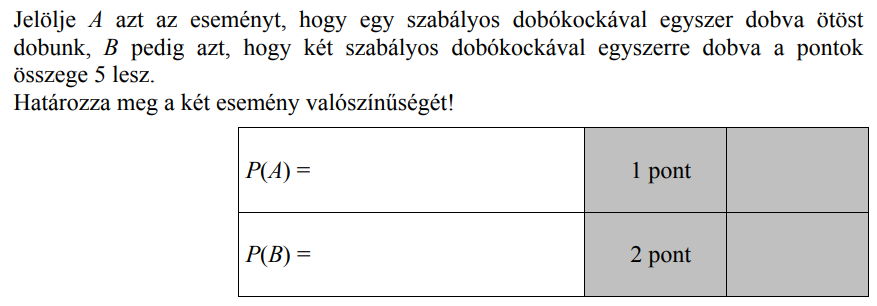 Jelölje A azt az eseményt, hogy egy szabályos dobókockával egyszer dobva ötöst
dobunk, B pedig azt, hogy két szabályos dobókockával egyszerre dobva a pontok
összege 5 lesz.
Határozza meg a két esemény valószínűségét!
P(A) = 1 pont
P(B) = 2 pont